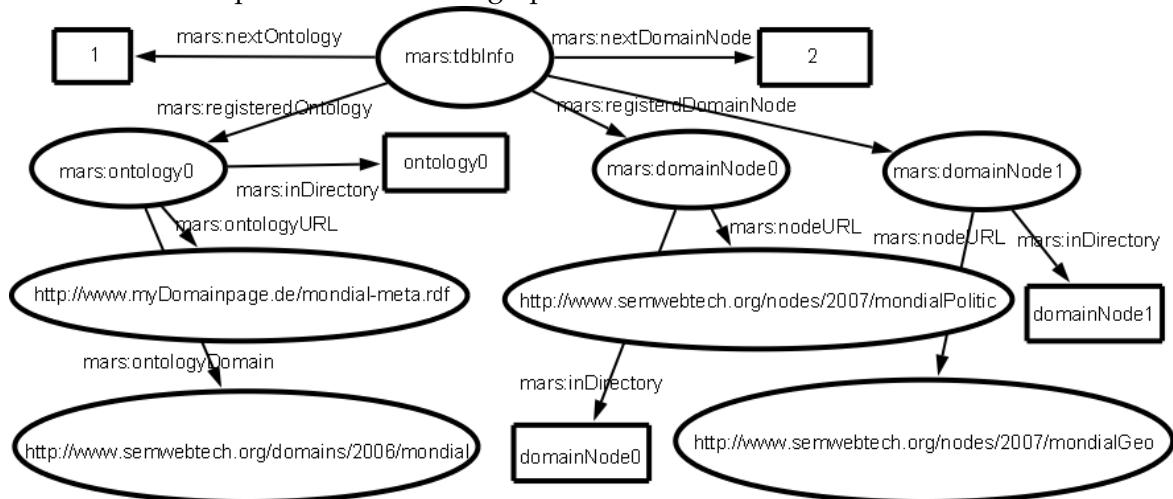 mars:nextOntology
mars:nextDomainNode
1
mars:tdbInfo
2
mars:registeredOntology
mars:registerdDomainNode
mars:ontology0
ontology0
mars:inDirectory
mars:domainNode0
mars:domainNode1
mars:ontologyURL
mars:nodeURL
mars:nodeURL
mars:inDirectory
http://www.myDomainpage.de/mondial-meta.rdf
http://www.semwebtech.org/nodes/2007/mondialPolitic
domainNode1
mars:ontologyDomain
mars:inDirectory
http://www.semwebtech.org/domains/2006/mondial
domainNode0
http://www.semwebtech.org/nodes/2007/mondialGeo